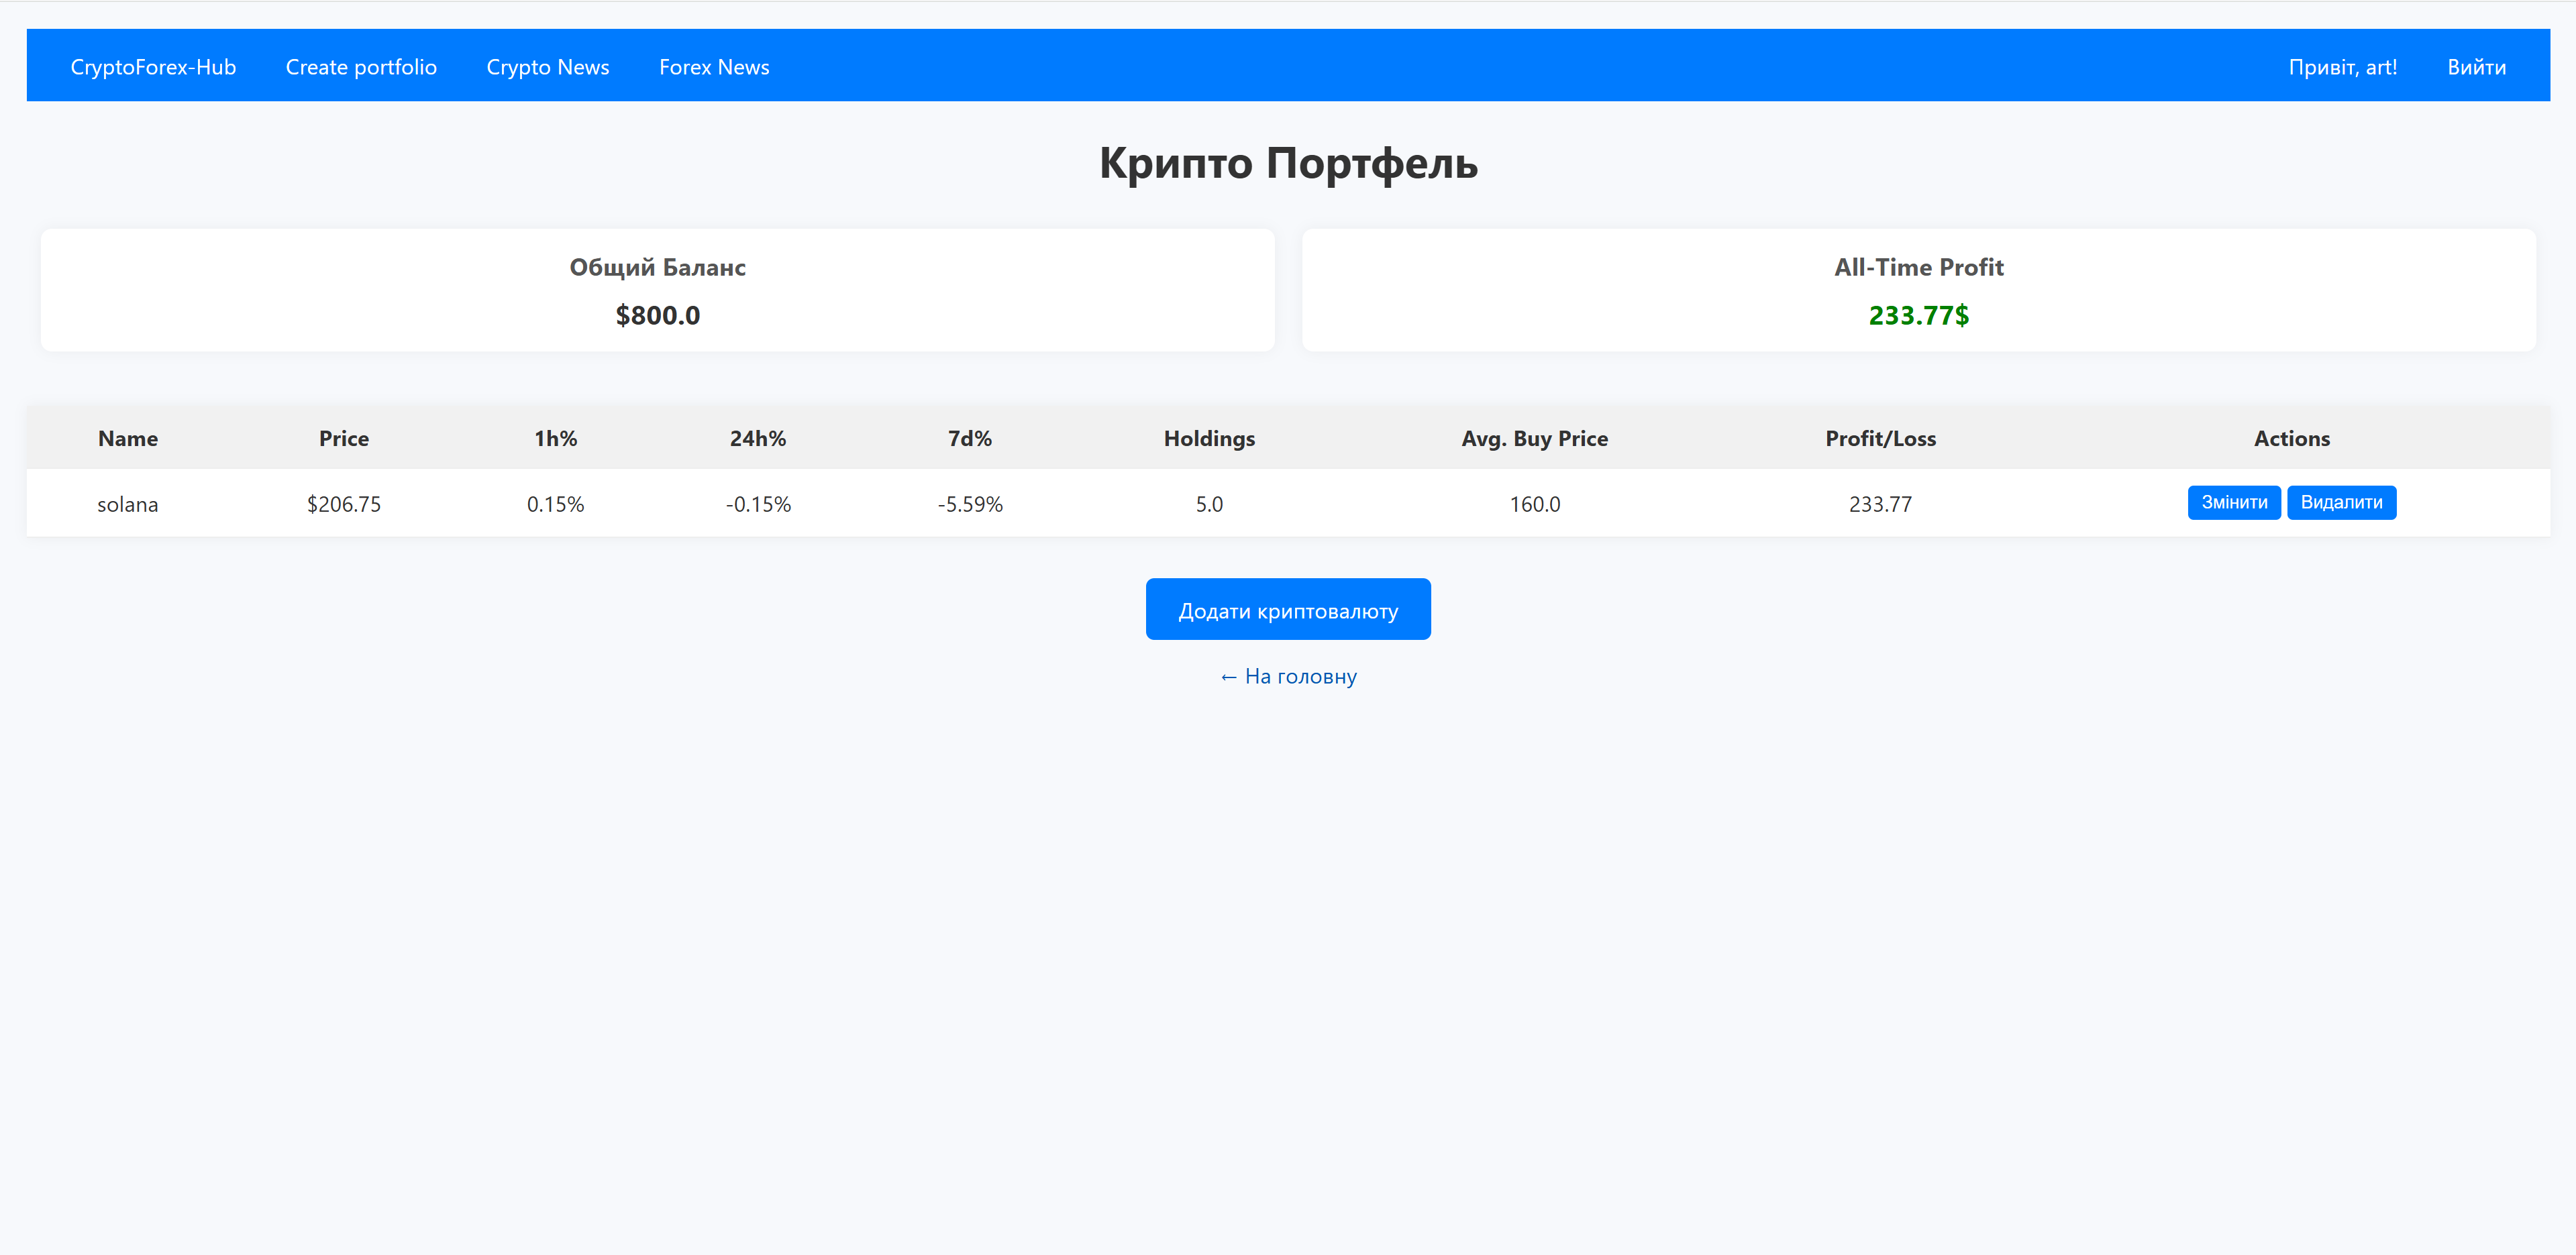 CryptoForex-Hub Create portfolio Crypto News Forex News Привіт, art! Вийти
Крипто Портфель
Общий Баланс
$800.0
All-Time Profit
233.77$
Name Price 1h% 24h% 7d% Holdings Avg. Buy Price Profit/Loss Actions
solana $206.75 0.15% -0.15% -5.59% 5.0 160.0 233.77 Змінити Видалити
Додати криптовалюту
← На головну